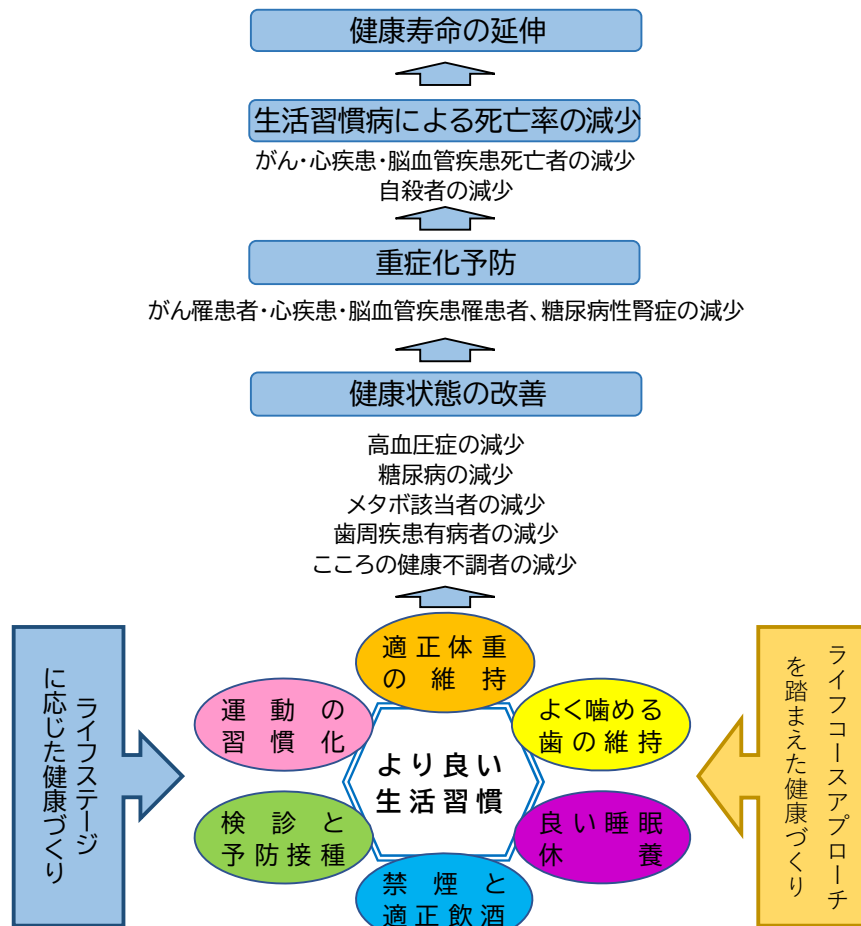 健康寿命の延伸
生活習慣病による死亡率の減少
がん・心疾患・脳血管疾患死亡者の減少
自殺者の減少
重症化予防
がん罹患者・心疾患・脳血管疾患罹患者、糖尿病性腎症の減少
健康状態の改善
高血圧症の減少
糖尿病の減少
メタボ該当者の減少
歯周疾患有病者の減少
こころの健康不調者の減少
ライフステージ
に応じた健康づくり
適正体重
の維持
運動の
習慣化
よく噛める
歯の維持
より良い
生活習慣
検診と
予防接種
良い睡眠
休養
禁煙と
適正飲酒
ライフコースアプローチ
を踏まえた健康づくり